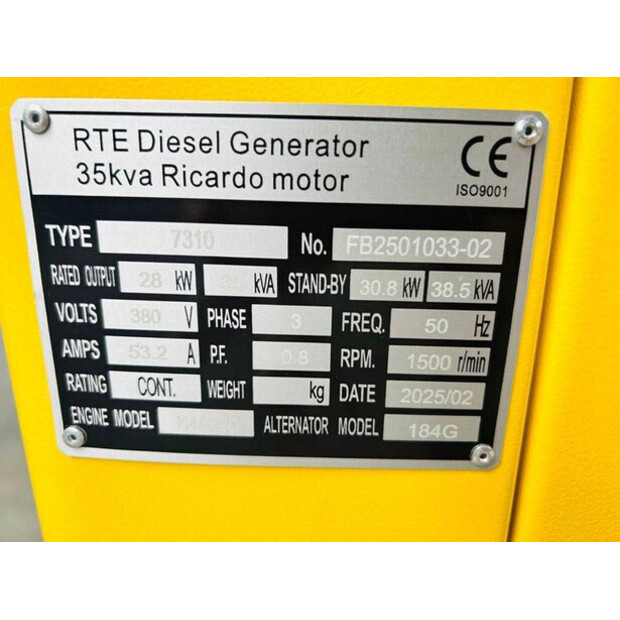 RTE Diesel Generator
35kva Ricardo motor
CE
ISO9001
TYPE 7310 No. FB2501033-02
RATED OUTPUT 28 kW 35 kVA STAND-BY 30.8 kW 38.5 kVA
VOLTS 380 V PHASE 3 FREQ. 50 Hz
AMPS 53.2 A P.F. 0.8 RPM. 1500 r/min
RATING CONT. WEIGHT kg DATE 2025/02
ENGINE MODEL ALTERNATOR MODEL 184G